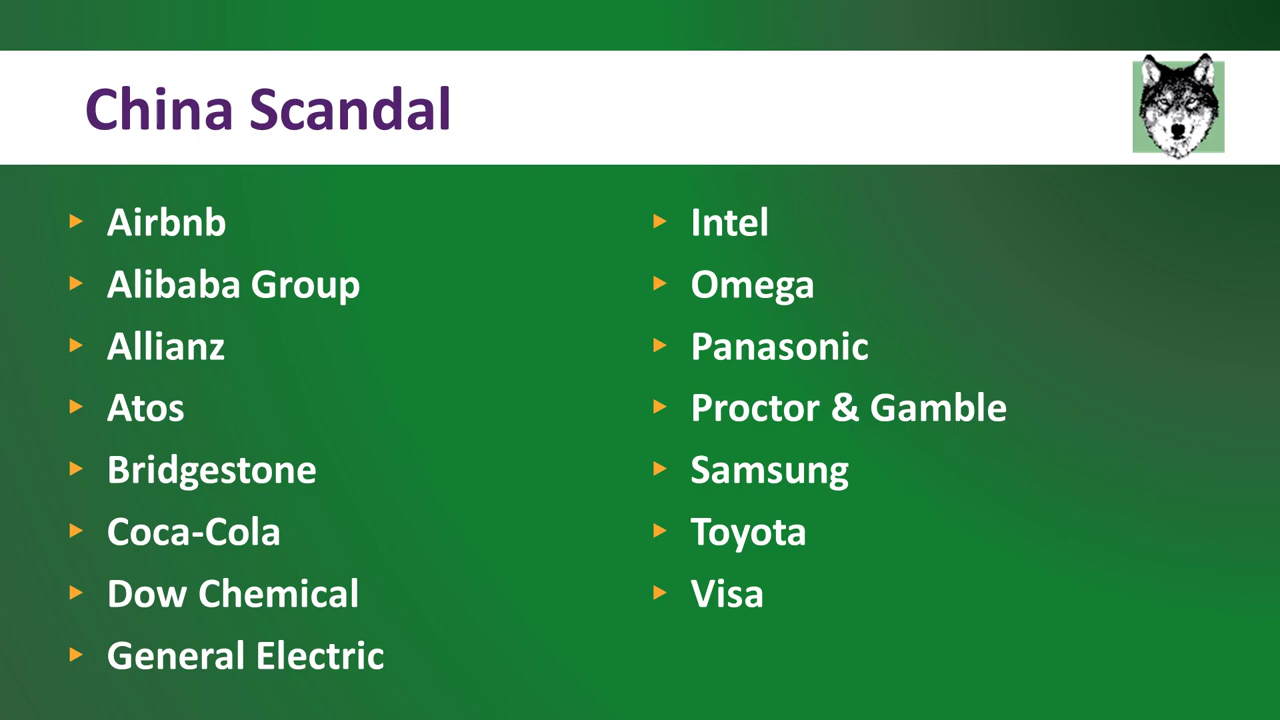 China Scandal
Airbnb
Alibaba Group
Allianz
Atos
Bridgestone
Coca-Cola
Dow Chemical
General Electric
Intel
Omega
Panasonic
Proctor & Gamble
Samsung
Toyota
Visa